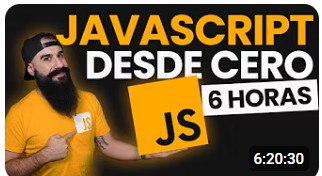 JAVASCRIPT
DESDE CERO
6 HORAS
JS
JS
6:20:30